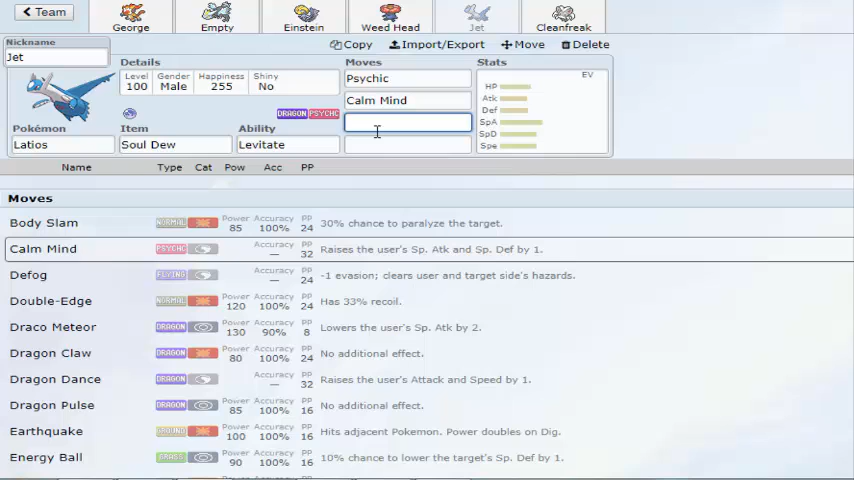 < Team
George
Empty
Einstein
Weed Head
Jet
Cleanfreak
Nickname
Jet
Copy Import/Export Move Delete
Details
Level Gender Happiness Shiny
100 Male 255 No
DRAGON PSYCHC
Pokémon
Latios
Item
Soul Dew
Ability
Levitate
Moves
Psychic
Calm Mind
Stats
EV
HP
Atk
Def
SpA
SpD
Spe
Name Type Cat Pow Acc PP
Moves
Body Slam NORMAL Power 85 Accuracy 100% PP 24 30% chance to paralyze the target.
Calm Mind PSYCHC PP 32 Raises the user's Sp. Atk and Sp. Def by 1.
Defog FLYING Accuracy — PP 24 -1 evasion; clears user and target side's hazards.
Double-Edge NORMAL Power 120 Accuracy 100% PP 24 Has 33% recoil.
Draco Meteor DRAGON Power 130 Accuracy 90% PP 8 Lowers the user's Sp. Atk by 2.
Dragon Claw DRAGON Power 80 Accuracy 100% PP 24 No additional effect.
Dragon Dance DRAGON Accuracy — PP 32 Raises the user's Attack and Speed by 1.
Dragon Pulse DRAGON Power 85 Accuracy 100% PP 16 No additional effect.
Earthquake GROUND Power 100 Accuracy 100% PP 16 Hits adjacent Pokemon. Power doubles on Dig.
Energy Ball GRASS Power 90 Accuracy 100% PP 16 10% chance to lower the target's Sp. Def by 1.